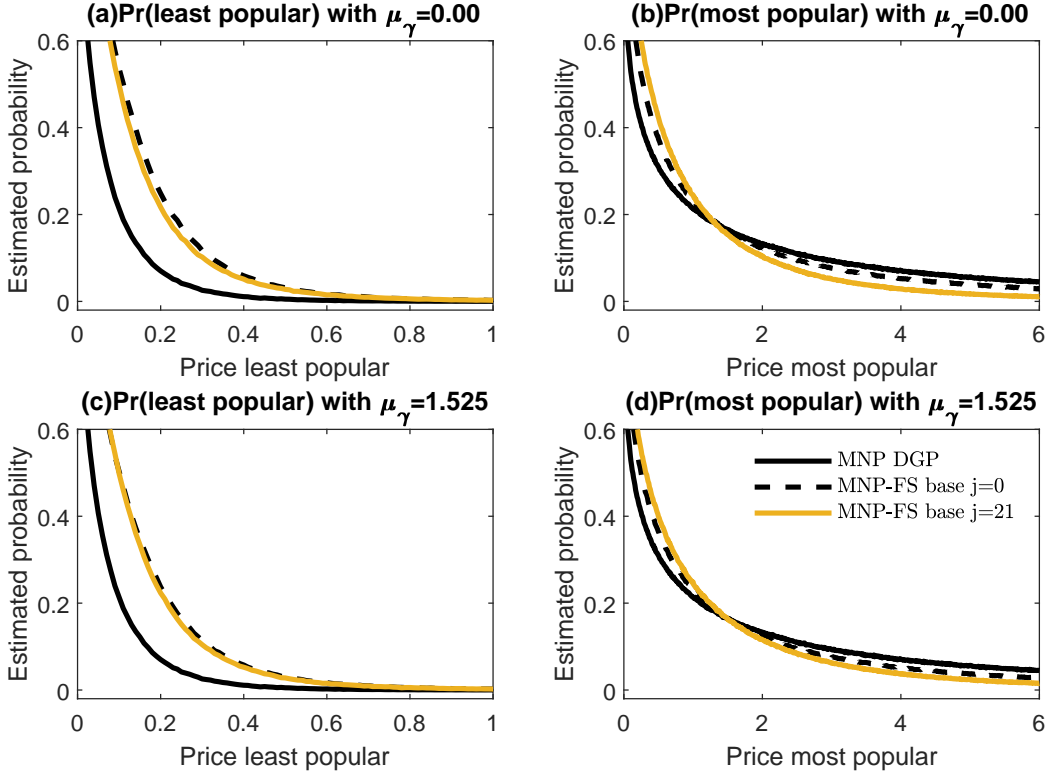 (a)Pr(least popular) with μγ=0.00
Estimated probability
0.6
0.4
0.2
0
0 0.2 0.4 0.6 0.8 1
Price least popular
(b)Pr(most popular) with μγ=0.00
Estimated probability
0.6
0.4
0.2
0
0 2 4 6
Price most popular
(c)Pr(least popular) with μγ=1.525
Estimated probability
0.6
0.4
0.2
0
0 0.2 0.4 0.6 0.8 1
Price least popular
(d)Pr(most popular) with μγ=1.525
Estimated probability
0.6
0.4
0.2
0
MNP DGP
MNP-FS base j=0
MNP-FS base j=21
0 2 4 6
Price most popular